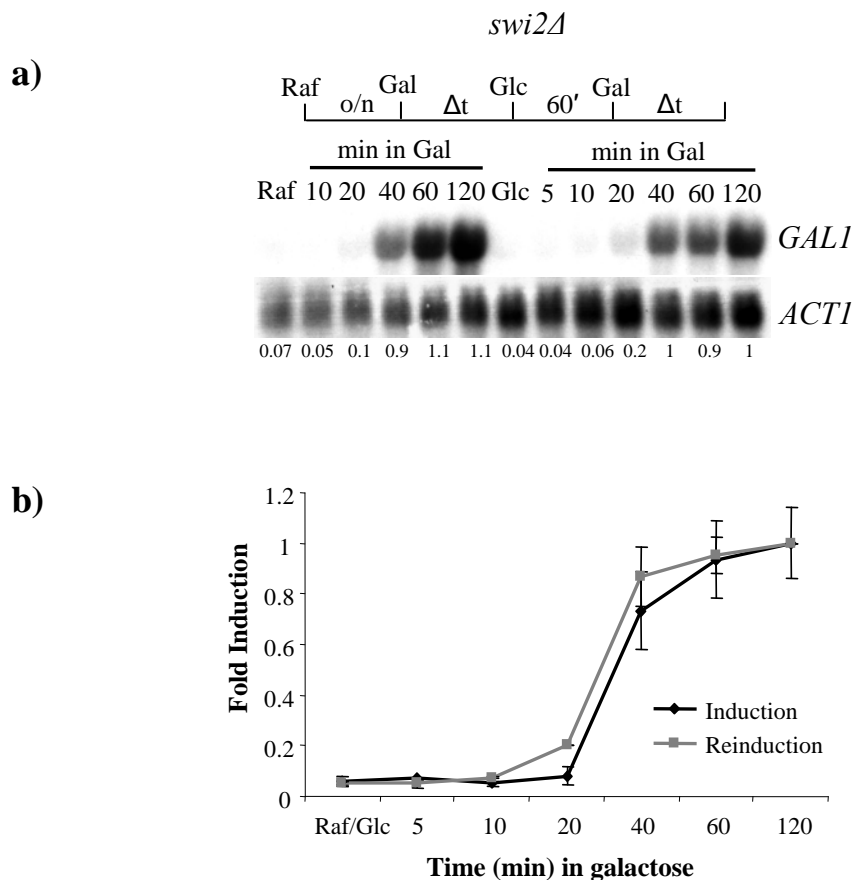 swi2Δ
a)
Raf o/n Gal Δt Glc 60′ Gal Δt
min in Gal min in Gal
Raf 10 20 40 60 120 Glc 5 10 20 40 60 120
GAL1
ACT1
0.07 0.05 0.1 0.9 1.1 1.1 0.04 0.04 0.06 0.2 1 0.9 1
b)
1.2
1
0.8
0.6
0.4
0.2
0
Fold Induction
Induction
Reinduction
Raf/Glc 5 10 20 40 60 120
Time (min) in galactose